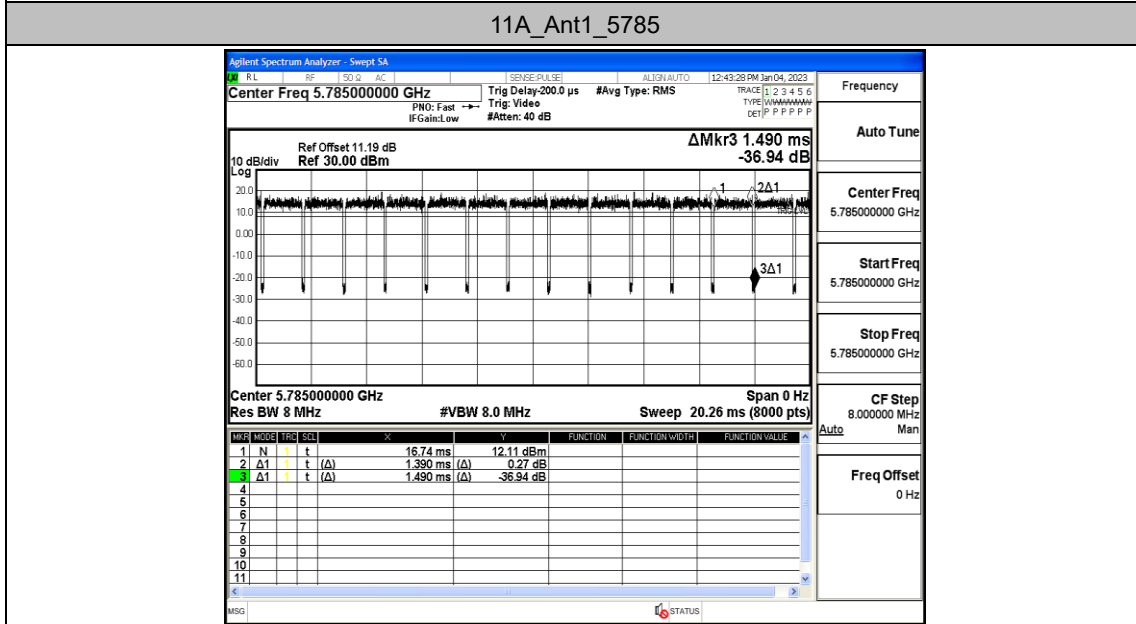 11A_Ant1_5785
Agilent Spectrum Analyzer - Swept SA
RL RF 50 Ω AC SENSE:PULSE ALIGNAUTO 12:43:28 PM Jan 04, 2023
Center Freq 5.785000000 GHz
PNO: Fast
IFGain:Low
Trig Delay-200.0 µs
Trig: Video
#Atten: 40 dB
#Avg Type: RMS
TRACE 1 2 3 4 5 6
TYPE
DET P P P P P P
Ref Offset 11.19 dB
10 dB/div Ref 30.00 dBm
Log
ΔMkr3 1.490 ms
-36.94 dB
20.0
10.0
0.00
-10.0
-20.0
-30.0
-40.0
-50.0
-60.0
1
2Δ1
3Δ1
Center 5.785000000 GHz Span 0 Hz
Res BW 8 MHz #VBW 8.0 MHz Sweep 20.26 ms (8000 pts)
MKR MODE TRC SCL X Y FUNCTION FUNCTION WIDTH FUNCTION VALUE
1 N 1 t 16.74 ms 12.11 dBm
2 Δ1 1 t (Δ) 1.390 ms (Δ) 0.27 dB
3 Δ1 1 t (Δ) 1.490 ms (Δ) -36.94 dB
4
5
6
7
8
9
10
11
MSG STATUS
Frequency
Auto Tune
Center Freq
5.785000000 GHz
Start Freq
5.785000000 GHz
Stop Freq
5.785000000 GHz
CF Step
8.000000 MHz
Auto Man
Freq Offset
0 Hz